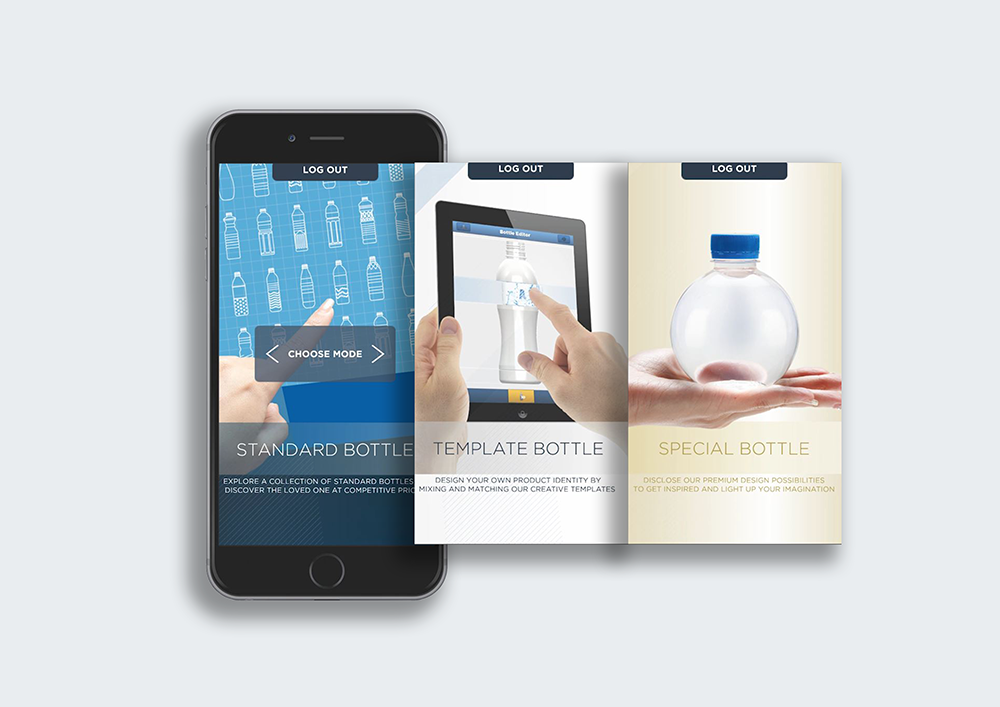 LOG OUT
CHOOSE MODE
STANDARD BOTTLE
EXPLORE A COLLECTION OF STANDARD BOTTLES
DISCOVER THE LOVED ONE AT COMPETITIVE
LOG OUT
Bottle Editor
TEMPLATE BOTTLE
DESIGN YOUR OWN PRODUCT IDENTITY BY
MIXING AND MATCHING OUR CREATIVE TEMPLATES
LOG OUT
SPECIAL BOTTLE
DISCLOSE OUR PREMIUM DESIGN POSSIBILITIES
TO GET INSPIRED AND LIGHT UP YOUR IMAGINATION